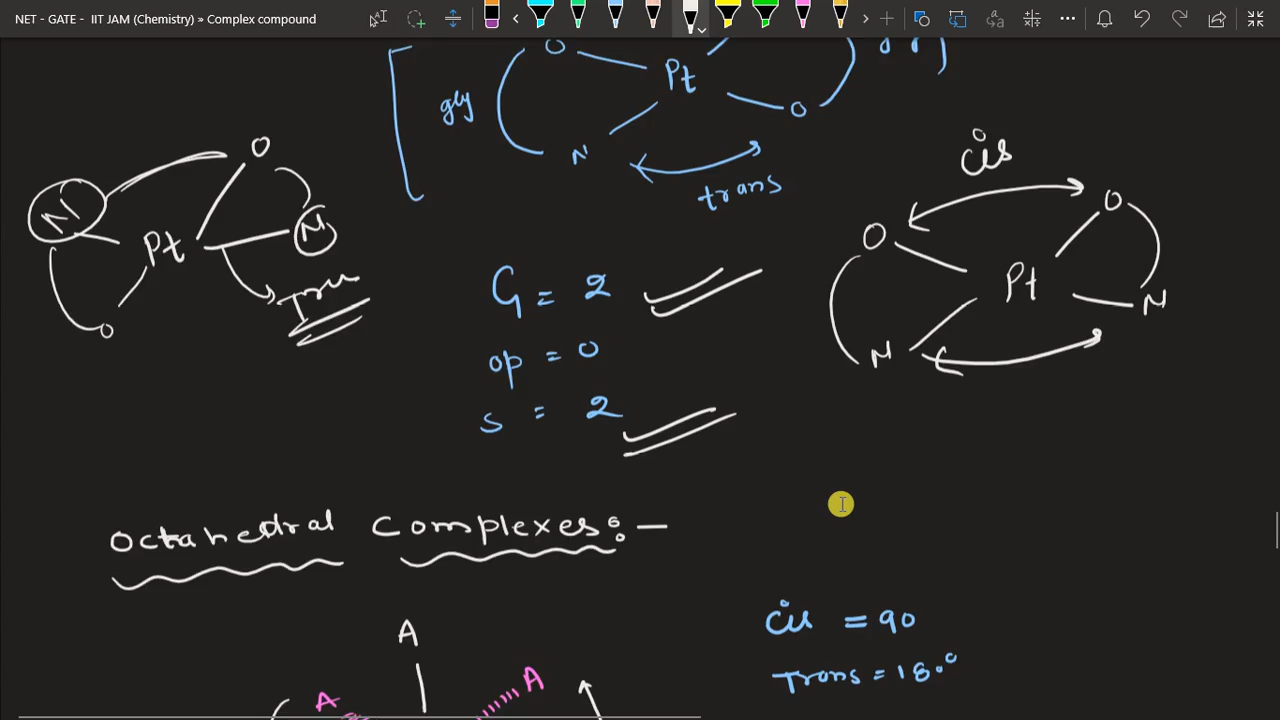 NET - GATE - IIT JAM (Chemistry) » Complex compound
O
Pt
gly
O
N
trans
cis
O
N
Pt
N
O
O
O
Pt
N
N
G = 2
op = 0
s = 2
Octahedral Complexes :-
A
A
A
Cis = 90
Trans = 180°